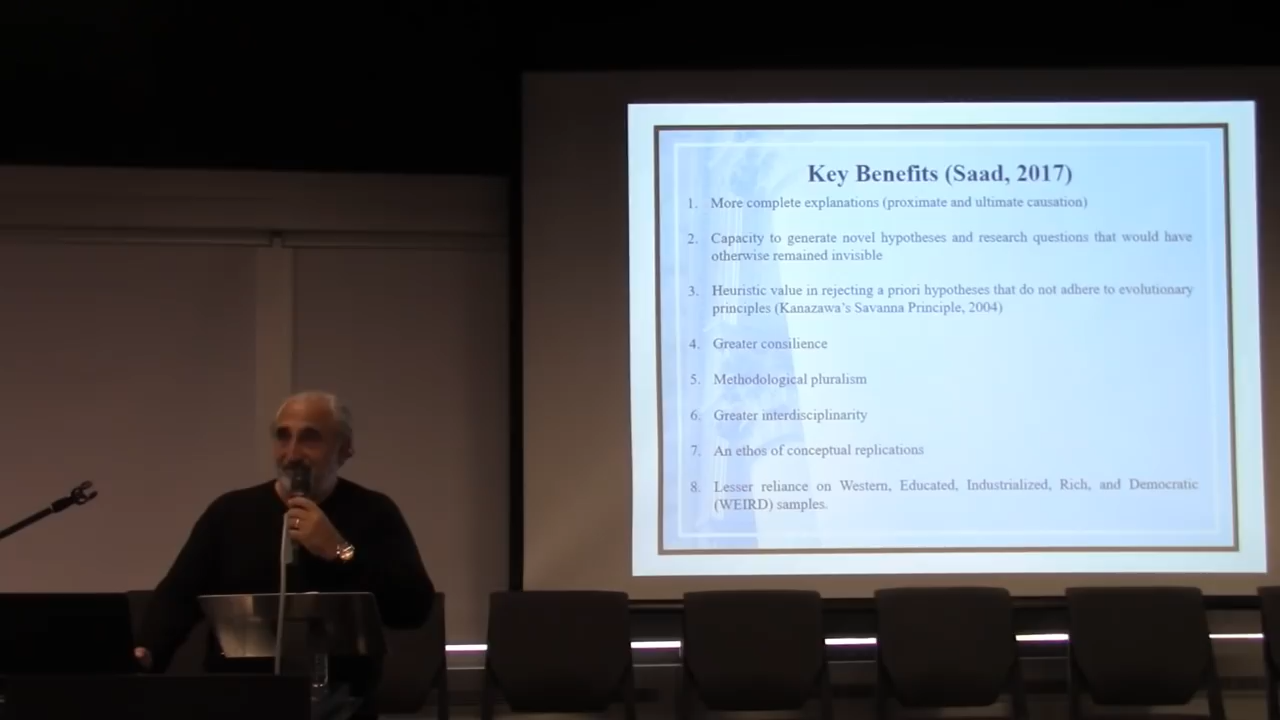 Key Benefits (Saad, 2017)
1. More complete explanations (proximate and ultimate causation)
2. Capacity to generate novel hypotheses and research questions that would have
otherwise remained invisible
3. Heuristic value in rejecting a priori hypotheses that do not adhere to evolutionary
principles (Kanazawa's Savanna Principle, 2004)
4. Greater consilience
5. Methodological pluralism
6. Greater interdisciplinarity
7. An ethos of conceptual replications
8. Lesser reliance on Western, Educated, Industrialized, Rich, and Democratic
(WEIRD) samples.